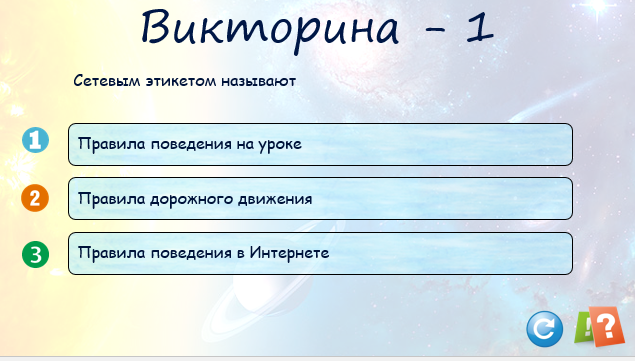 Викторина - 1
Сетевым этикетом называют
1 Правила поведения на уроке
2 Правила дорожного движения
3 Правила поведения в Интернете
!?